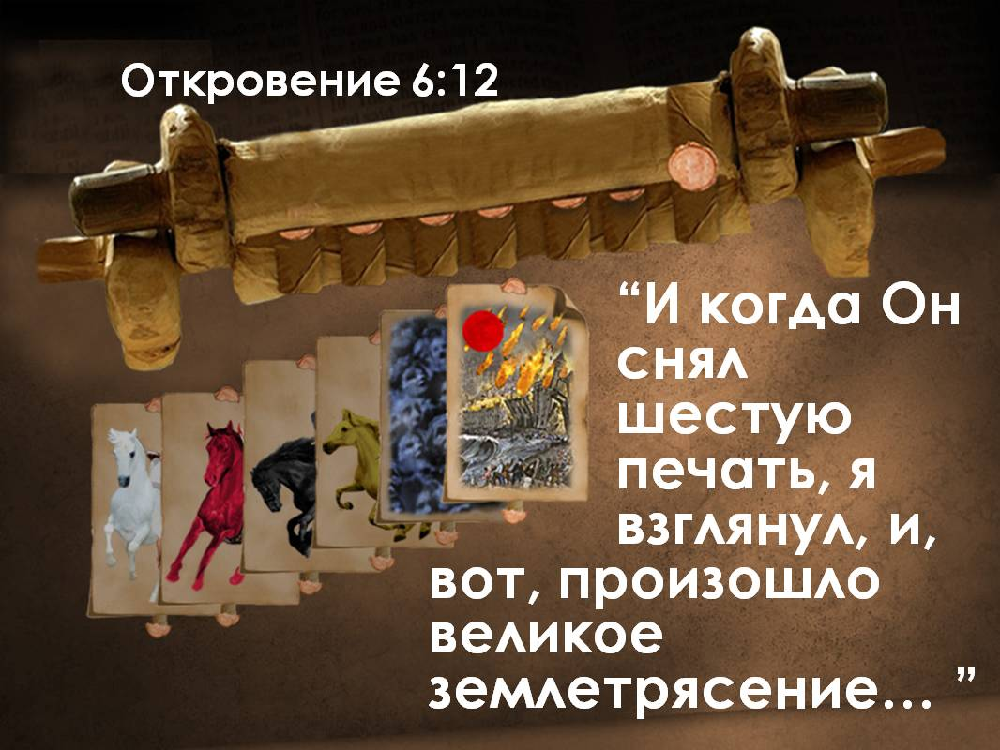 Откровение 6:12
“И когда Он
снял
шестую
печать, я
взглянул, и,
вот, произошло
великое
землетрясение… ”